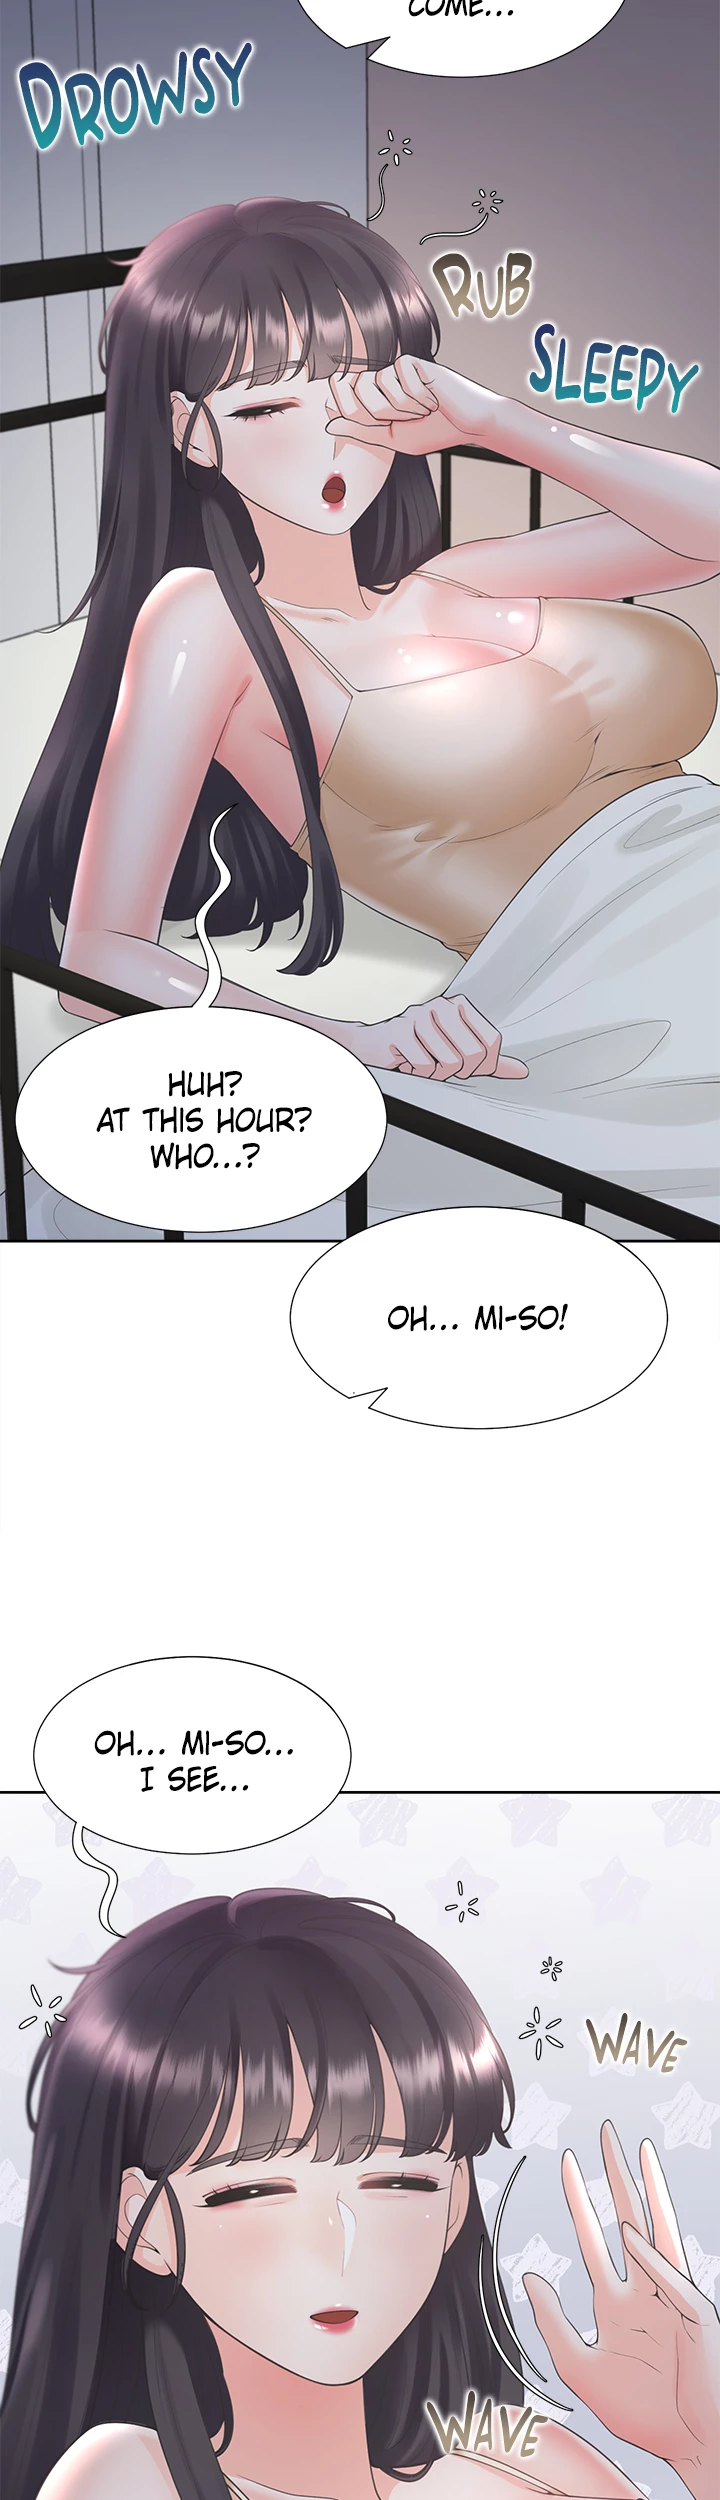 COME...
DROWSY
RUB
SLEEPY
HUH?
AT THIS HOUR?
WHO...?
OH... MI-SO!
OH... MI-SO...
I SEE...
WAVE
WAVE